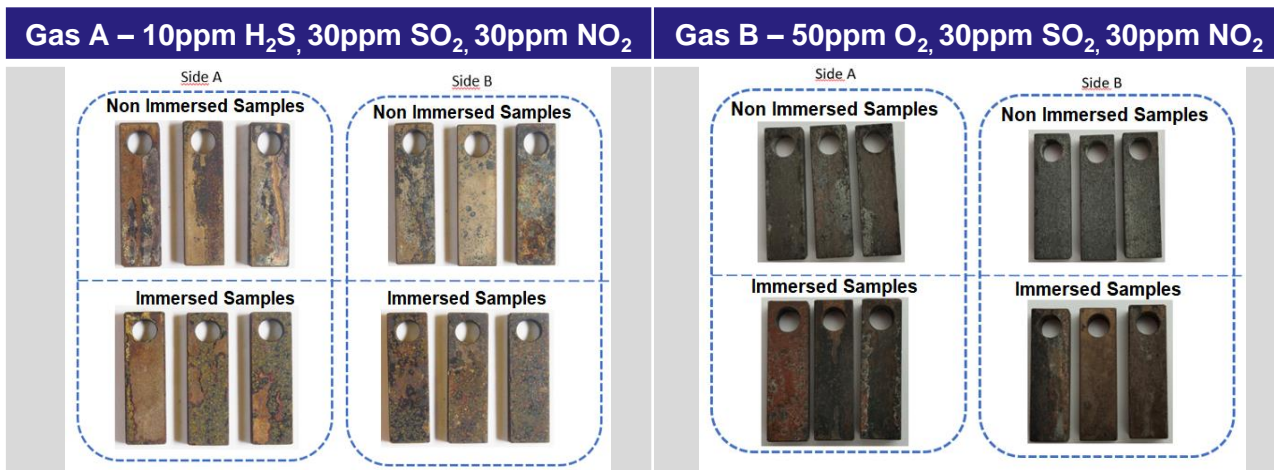 Gas A – 10ppm H₂S, 30ppm SO₂, 30ppm NO₂
Side A
Side B
Non Immersed Samples
Non Immersed Samples
Immersed Samples
Immersed Samples
Gas B – 50ppm O₂, 30ppm SO₂, 30ppm NO₂
Side A
Side B
Non Immersed Samples
Non Immersed Samples
Immersed Samples
Immersed Samples